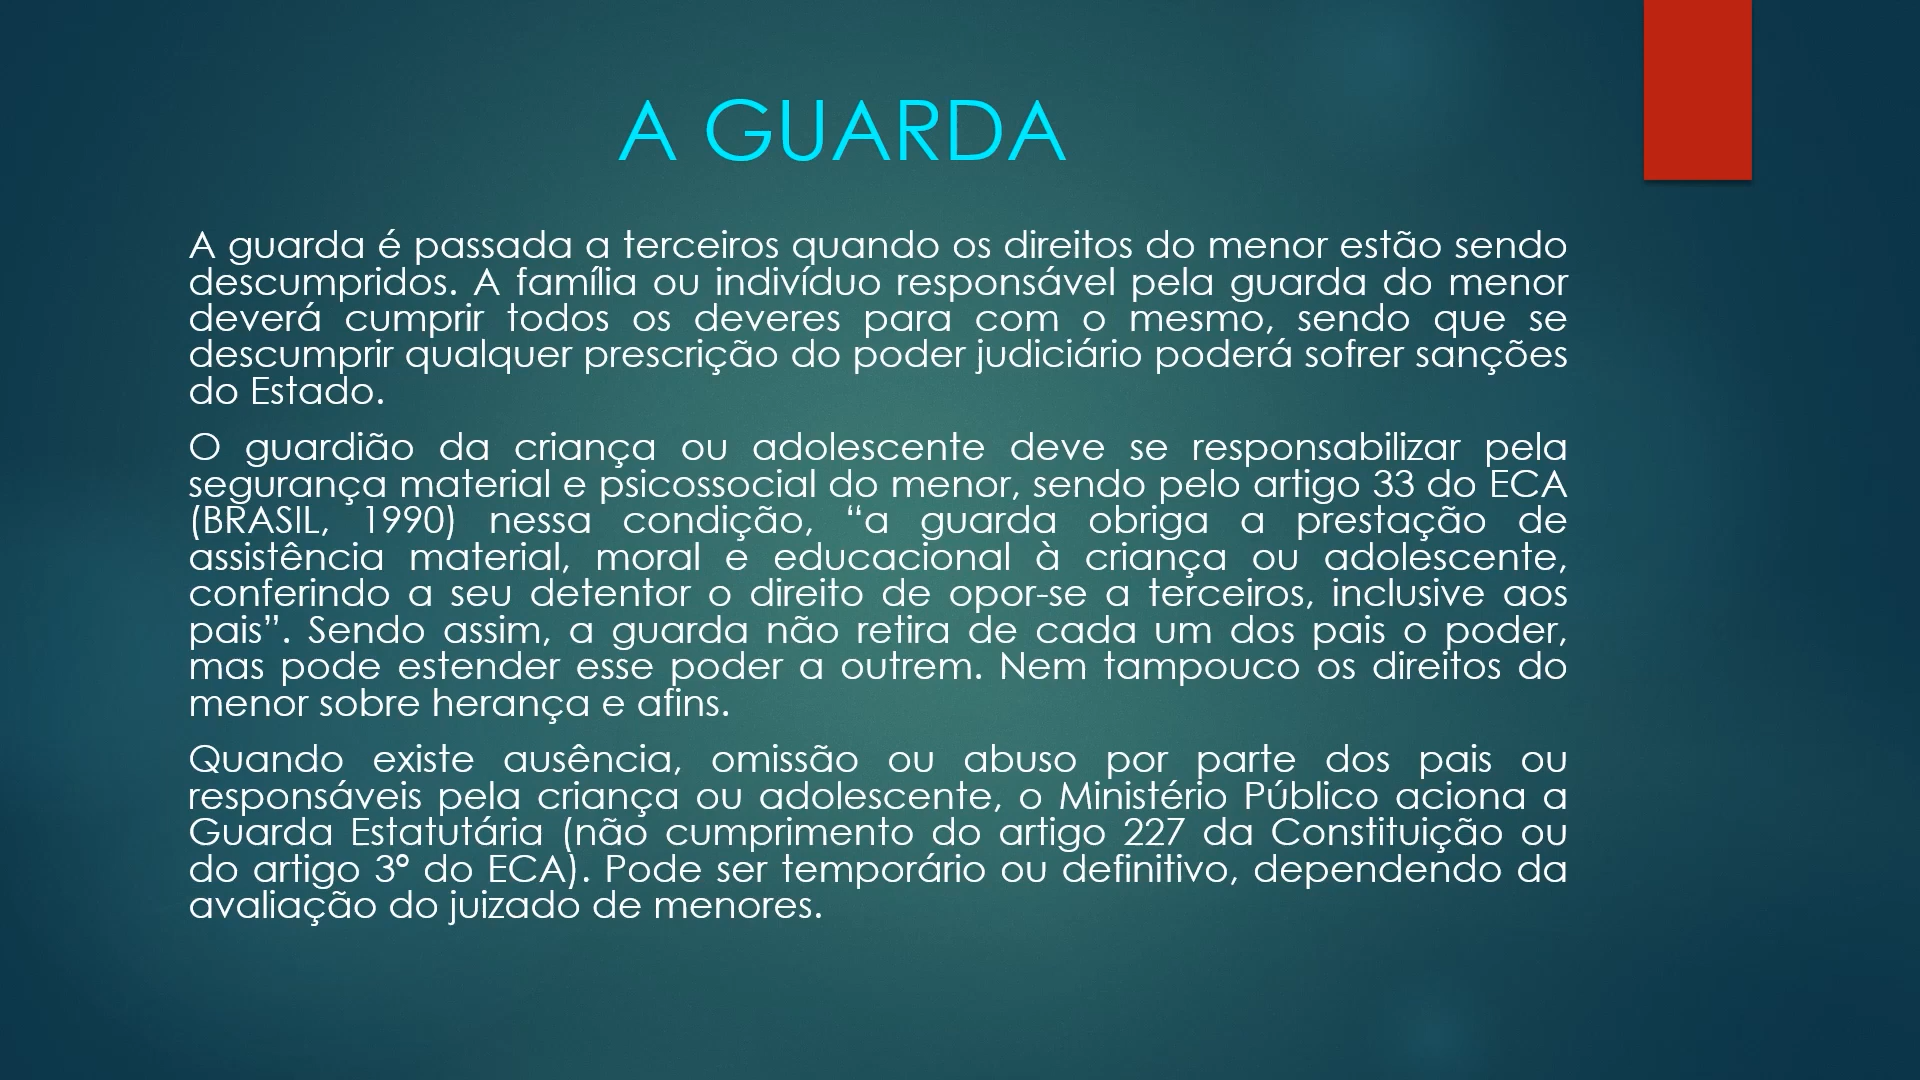 A GUARDA
A guarda é passada a terceiros quando os direitos do menor estão sendo
descumpridos. A família ou indivíduo responsável pela guarda do menor
deverá cumprir todos os deveres para com o mesmo, sendo que se
descumprir qualquer prescrição do poder judiciário poderá sofrer sanções
do Estado.
O guardião da criança ou adolescente deve se responsabilizar pela
segurança material e psicossocial do menor, sendo pelo artigo 33 do ECA
(BRASIL, 1990) nessa condição, “a guarda obriga a prestação de
assistência material, moral e educacional à criança ou adolescente,
conferindo a seu detentor o direito de opor-se a terceiros, inclusive aos
pais”. Sendo assim, a guarda não retira de cada um dos pais o poder,
mas pode estender esse poder a outrem. Nem tampouco os direitos do
menor sobre herança e afins.
Quando existe ausência, omissão ou abuso por parte dos pais ou
responsáveis pela criança ou adolescente, o Ministério Público aciona a
Guarda Estatutária (não cumprimento do artigo 227 da Constituição ou
do artigo 3º do ECA). Pode ser temporário ou definitivo, dependendo da
avaliação do juizado de menores.